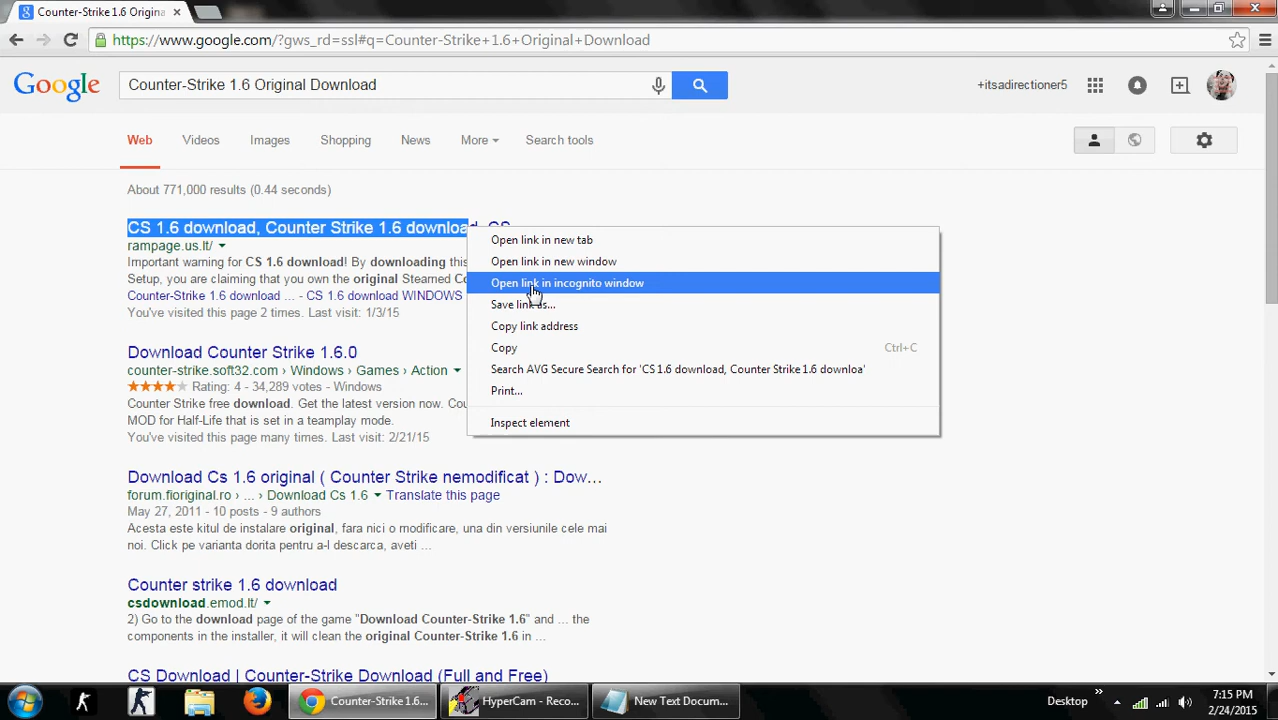 Counter-Strike 1.6 Origina
https://www.google.com/?gws_rd=ssl#q=Counter-Strike+1.6+Original+Download
Google
Counter-Strike 1.6 Original Download
+itsadirectioner5
Web Videos Images Shopping News More Search tools
About 771,000 results (0.44 seconds)
CS 1.6 download, Counter Strike 1.6 download, CS
rampage.us.lt/
Important warning for CS 1.6 download! By downloading this
Setup, you are claiming that you own the original Steamed Co
Counter-Strike 1.6 download ... - CS 1.6 download WINDOWS
You've visited this page 2 times. Last visit: 1/3/15
Open link in new tab
Open link in new window
Open link in incognito window
Save link as...
Copy link address
Copy Ctrl+C
Search AVG Secure Search for 'CS 1.6 download, Counter Strike 1.6 downloa'
Print...
Inspect element
Download Counter Strike 1.6.0
counter-strike.soft32.com › Windows › Games › Action
Rating: 4 - 34,289 votes - Windows
Counter Strike free download. Get the latest version now. Cou
MOD for Half-Life that is set in a teamplay mode.
You've visited this page many times. Last visit: 2/21/15
Download Cs 1.6 original ( Counter Strike nemodificat ) : Dow...
forum.fioriginal.ro › ... › Download Cs 1.6 Translate this page
May 27, 2011 - 10 posts - 9 authors
Acesta este kitul de instalare original, fara nici o modificare, una din versiunile cele mai
noi. Click pe varianta dorita pentru a-l descarca, aveti ...
Counter strike 1.6 download
csdownload.emod.lt/
2) Go to the download page of the game "Download Counter-Strike 1.6" and ... the
components in the installer, it will clean the original Counter-Strike 1.6 in ...
CS Download | Counter-Strike Download (Full and Free)
Counter-Strike 1.6... HyperCam - Reco... New Text Docum... Desktop 7:15 PM
2/24/2015